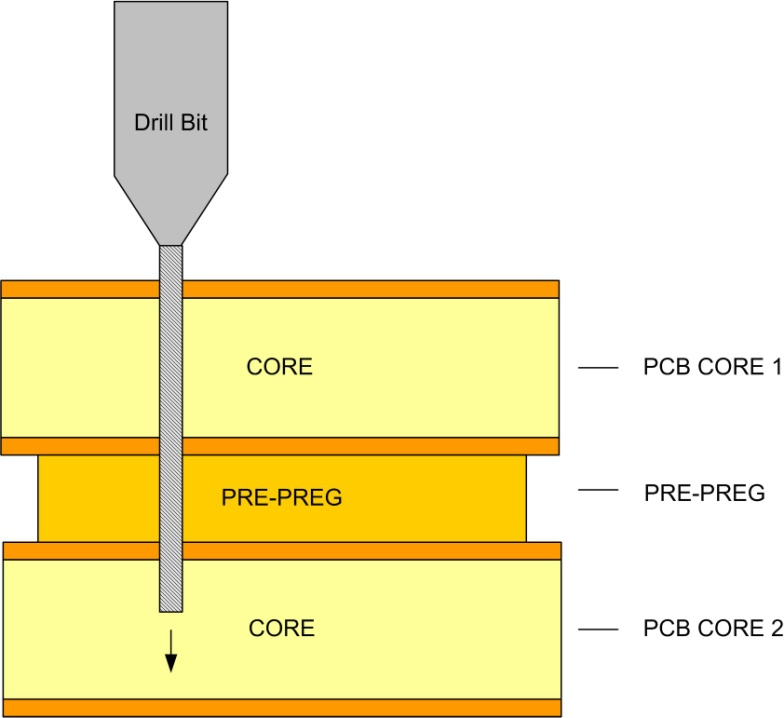 Drill Bit
CORE
PCB CORE 1
PRE-PREG
PRE-PREG
CORE
PCB CORE 2